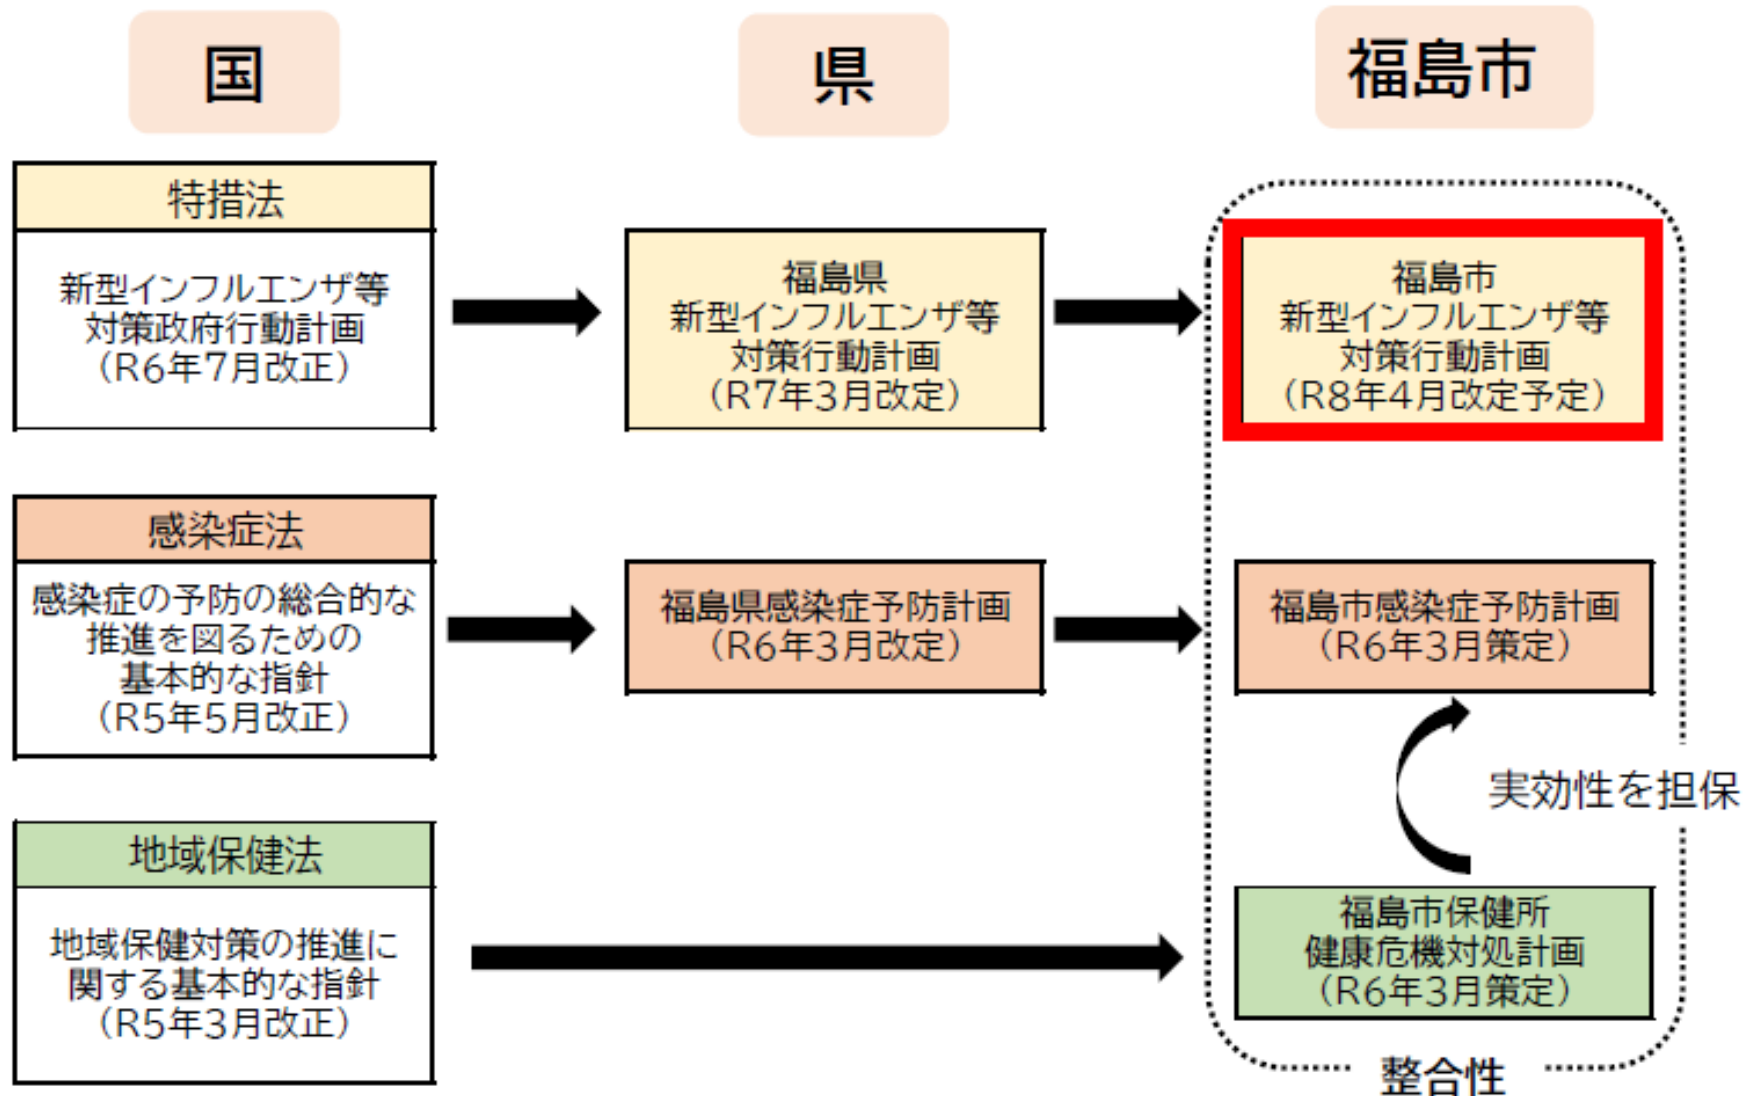 国
県
福島市
特措法
新型インフルエンザ等
対策政府行動計画
（R6年7月改正）
福島県
新型インフルエンザ等
対策行動計画
（R7年3月改定）
福島市
新型インフルエンザ等
対策行動計画
（R8年4月改定予定）
感染症法
感染症の予防の総合的な
推進を図るための
基本的な指針
（R5年5月改正）
福島県感染症予防計画
（R6年3月改定）
福島市感染症予防計画
（R6年3月策定）
実効性を担保
地域保健法
地域保健対策の推進に
関する基本的な指針
（R5年3月改正）
福島市保健所
健康危機対処計画
（R6年3月策定）
整合性